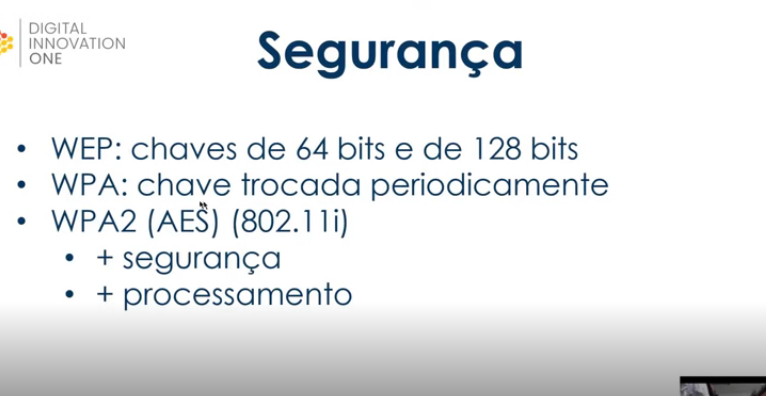 DIGITAL
INNOVATION
ONE
Segurança
• WEP: chaves de 64 bits e de 128 bits
• WPA: chave trocada periodicamente
• WPA2 (AES) (802.11i)
• + segurança
• + processamento